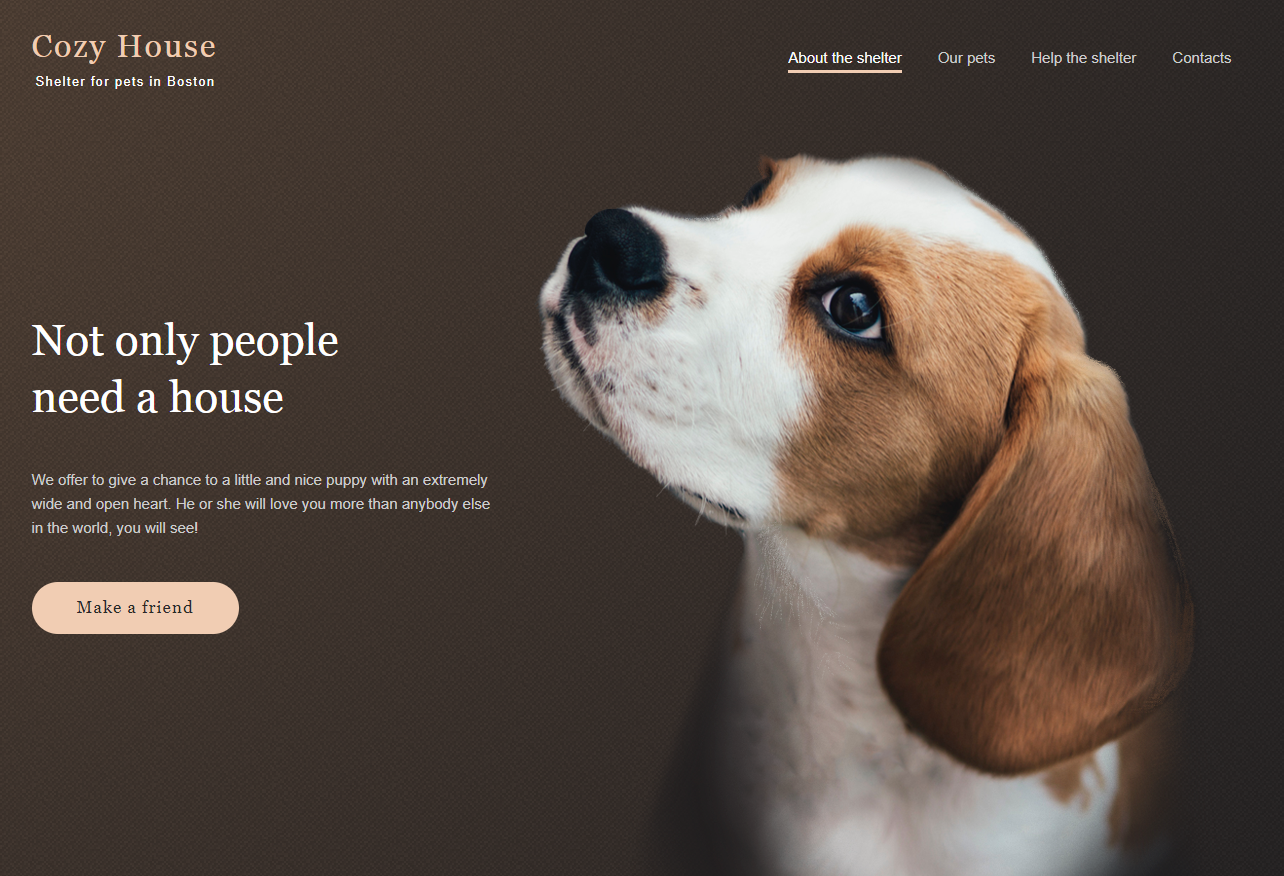 Cozy House
Shelter for pets in Boston
About the shelter
Our pets
Help the shelter
Contacts
Not only people
need a house
We offer to give a chance to a little and nice puppy with an extremely
wide and open heart. He or she will love you more than anybody else
in the world, you will see!
Make a friend